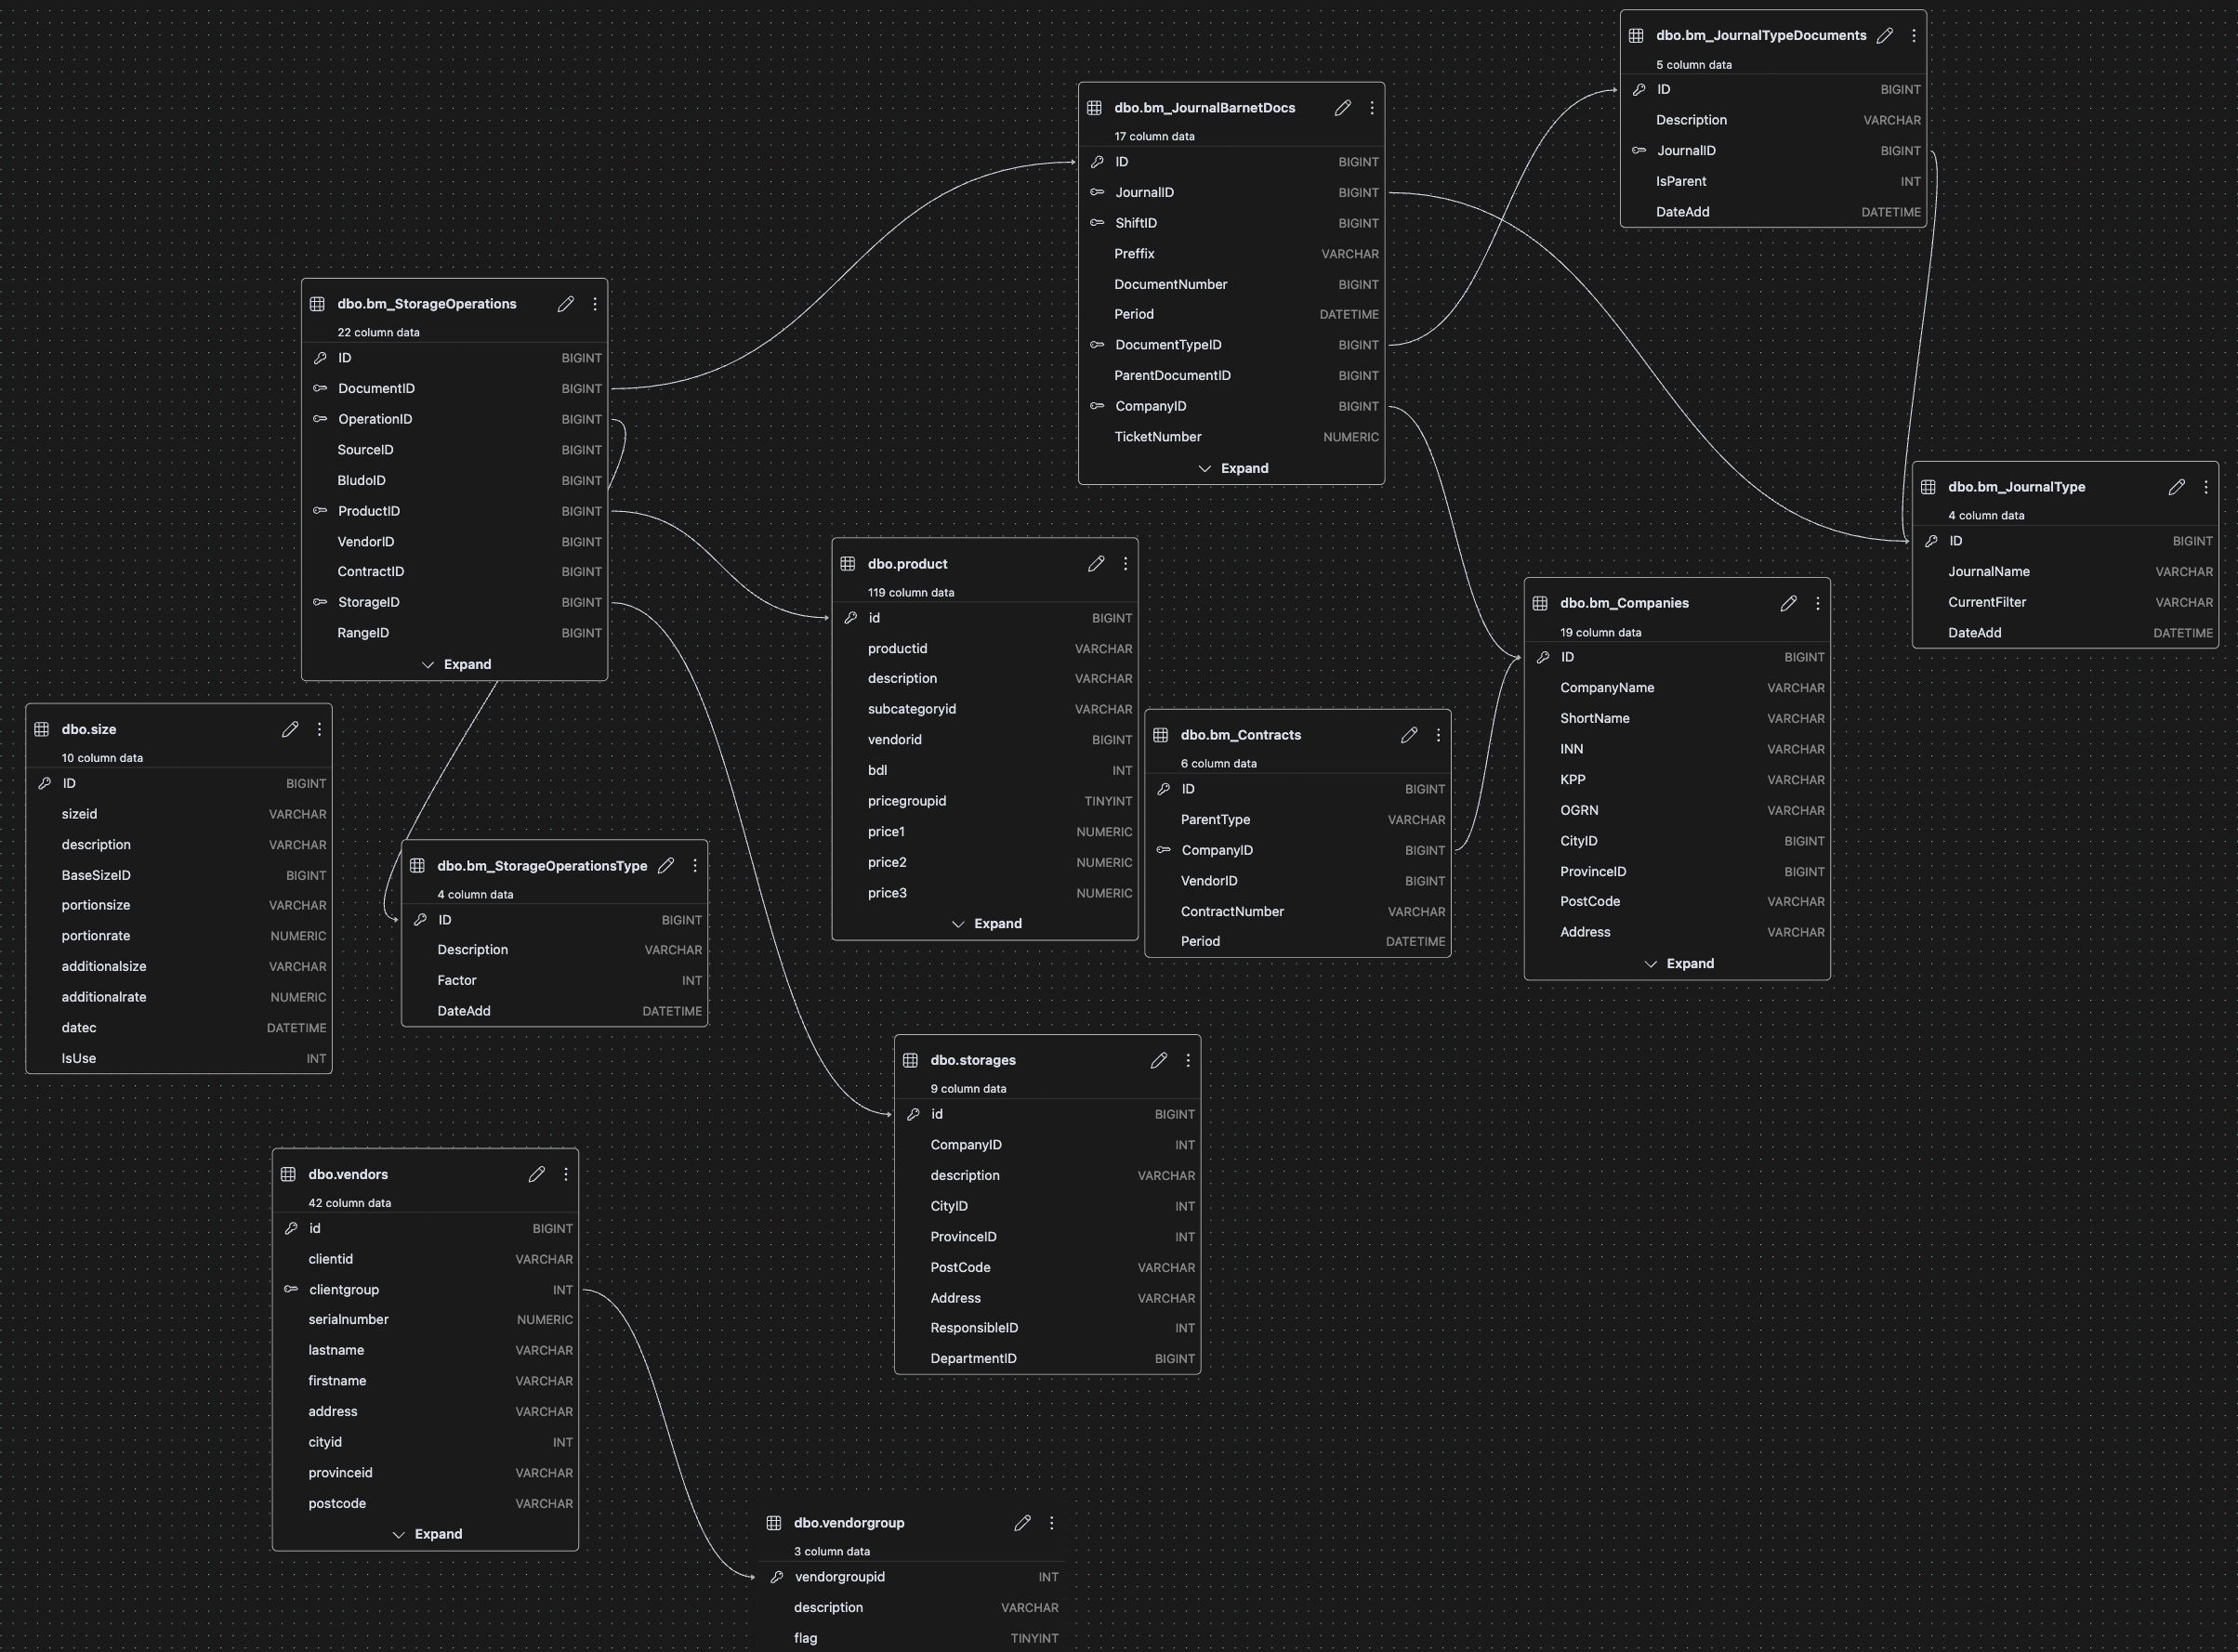 dbo.bm_JournalTypeDocuments
5 column data
ID BIGINT
Description VARCHAR
JournalID BIGINT
IsParent INT
DateAdd DATETIME
dbo.bm_JournalBarnetDocs
17 column data
ID BIGINT
JournalID BIGINT
ShiftID BIGINT
Preffix VARCHAR
DocumentNumber BIGINT
Period DATETIME
DocumentTypeID BIGINT
ParentDocumentID BIGINT
CompanyID BIGINT
TicketNumber NUMERIC
Expand
dbo.bm_StorageOperations
22 column data
ID BIGINT
DocumentID BIGINT
OperationID BIGINT
SourceID BIGINT
BludoID BIGINT
ProductID BIGINT
VendorID BIGINT
ContractID BIGINT
StorageID BIGINT
RangeID BIGINT
Expand
dbo.bm_JournalType
4 column data
ID BIGINT
JournalName VARCHAR
CurrentFilter VARCHAR
DateAdd DATETIME
dbo.product
119 column data
id BIGINT
productid VARCHAR
description VARCHAR
subcategoryid VARCHAR
vendorid BIGINT
bdl INT
pricegroupid TINYINT
price1 NUMERIC
price2 NUMERIC
price3 NUMERIC
Expand
dbo.bm_Companies
19 column data
ID BIGINT
CompanyName VARCHAR
ShortName VARCHAR
INN VARCHAR
KPP VARCHAR
OGRN VARCHAR
CityID BIGINT
ProvinceID BIGINT
PostCode VARCHAR
Address VARCHAR
Expand
dbo.bm_Contracts
6 column data
ID BIGINT
ParentType VARCHAR
CompanyID BIGINT
VendorID BIGINT
ContractNumber VARCHAR
Period DATETIME
dbo.size
10 column data
ID BIGINT
sizeid VARCHAR
description VARCHAR
BaseSizeID BIGINT
portionsize VARCHAR
portionrate NUMERIC
additionalsize VARCHAR
additionalrate NUMERIC
datec DATETIME
IsUse INT
dbo.bm_StorageOperationsType
4 column data
ID BIGINT
Description VARCHAR
Factor INT
DateAdd DATETIME
dbo.storages
9 column data
id BIGINT
CompanyID INT
description VARCHAR
CityID INT
ProvinceID INT
PostCode VARCHAR
Address VARCHAR
ResponsibleID INT
DepartmentID BIGINT
dbo.vendors
42 column data
id BIGINT
clientid VARCHAR
clientgroup INT
serialnumber NUMERIC
lastname VARCHAR
firstname VARCHAR
address VARCHAR
cityid INT
provinceid VARCHAR
postcode VARCHAR
Expand
dbo.vendorgroup
3 column data
vendorgroupid INT
description VARCHAR
flag TINYINT